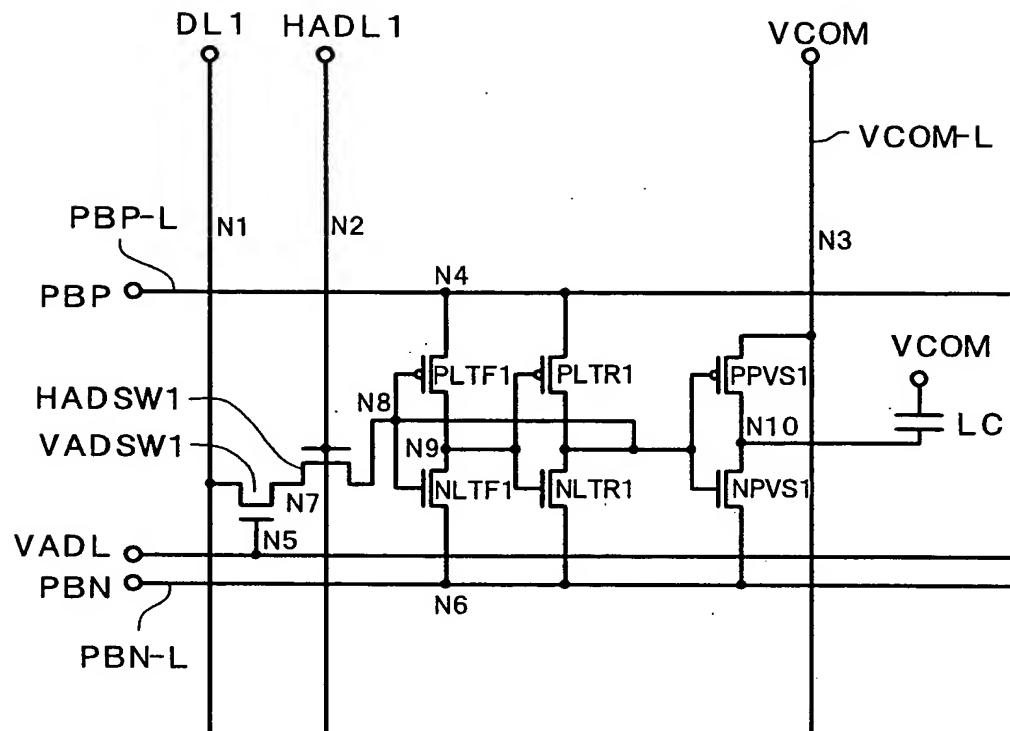 DL1
HADL1
VCOM
VCOM-L
PBP-L
N1
N2
N3
PBP
N4
VCOM
PLTF1
PLTR1
PPVS1
HADSW1
N8
LC
VADSW1
N9
N10
N7
NLTF1
NLTR1
NPVS1
VADL
N5
PBN
N6
PBN-L